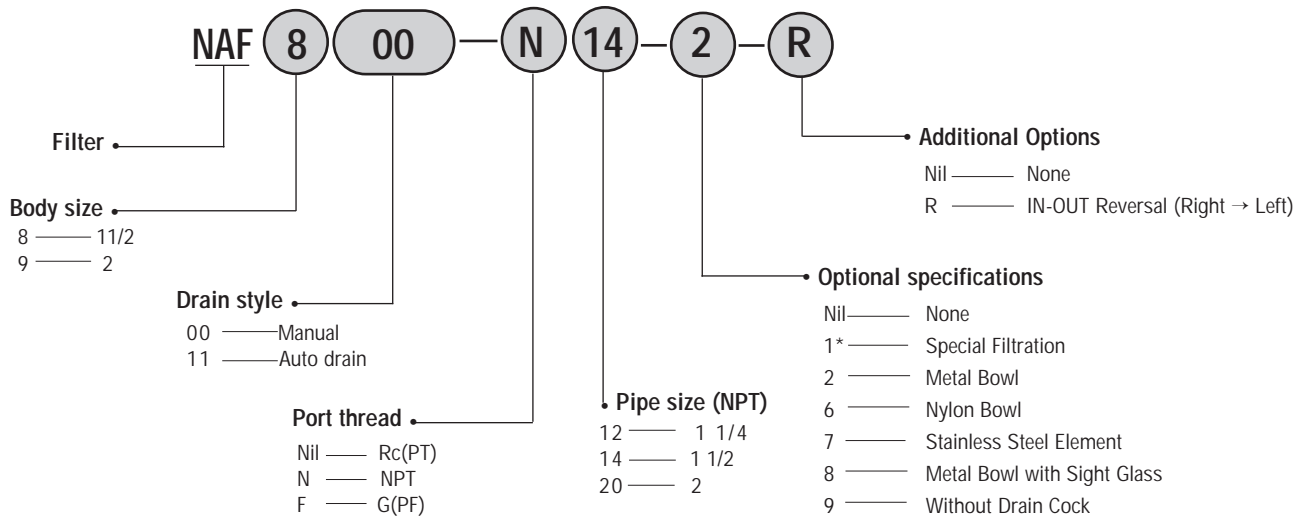 NAF 8 00 — N 14 – 2 – R
Filter
Body size
8 —— 11/2
9 —— 2
Drain style
00 —— Manual
11 —— Auto drain
Port thread
Nil —— Rc(PT)
N —— NPT
F —— G(PF)
Pipe size (NPT)
12 —— 1 1/4
14 —— 1 1/2
20 —— 2
Optional specifications
Nil —— None
1* —— Special Filtration
2 —— Metal Bowl
6 —— Nylon Bowl
7 —— Stainless Steel Element
8 —— Metal Bowl with Sight Glass
9 —— Without Drain Cock
Additional Options
Nil —— None
R —— IN-OUT Reversal (Right → Left)